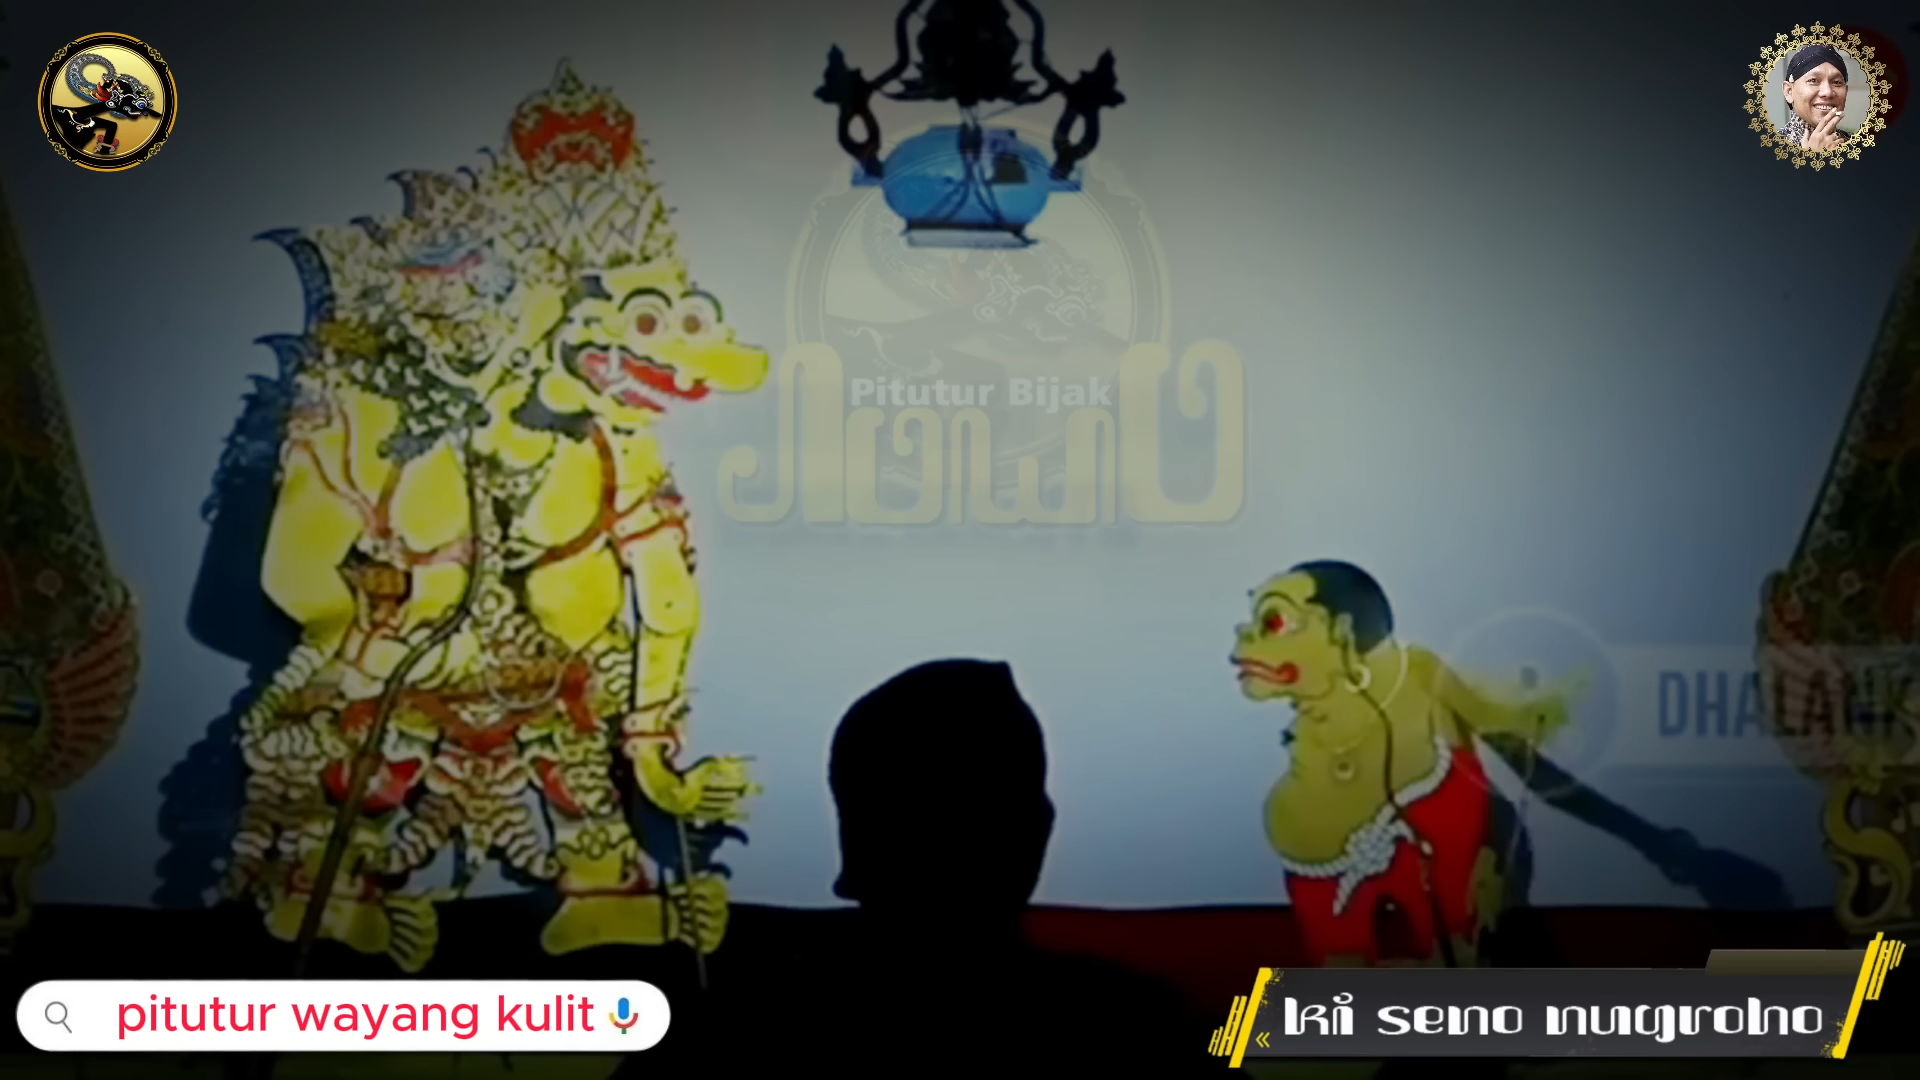 Pitutur Bijak
DHALAN
pitutur wayang kulit
« ki seno nugroho